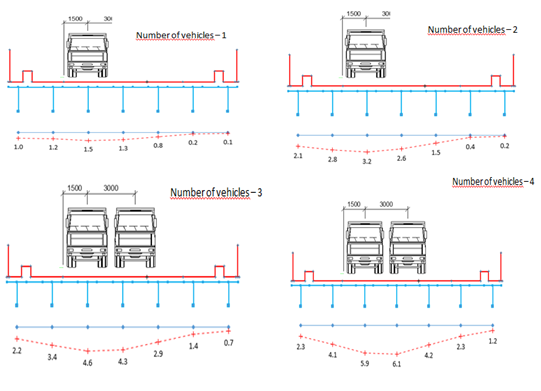 1500 30
Number of vehicles – 1
1.0 1.2 1.5 1.3 0.8 0.2 0.1
1500 30
Number of vehicles – 2
2.1 2.8 3.2 2.6 1.5 0.4 0.2
1500 3000
Number of vehicles – 3
2.2 3.4 4.6 4.3 2.9 1.4 0.7
Number of vehicles – 4
1500 3000
2.3 4.1 5.9 6.1 4.2 2.3 1.2